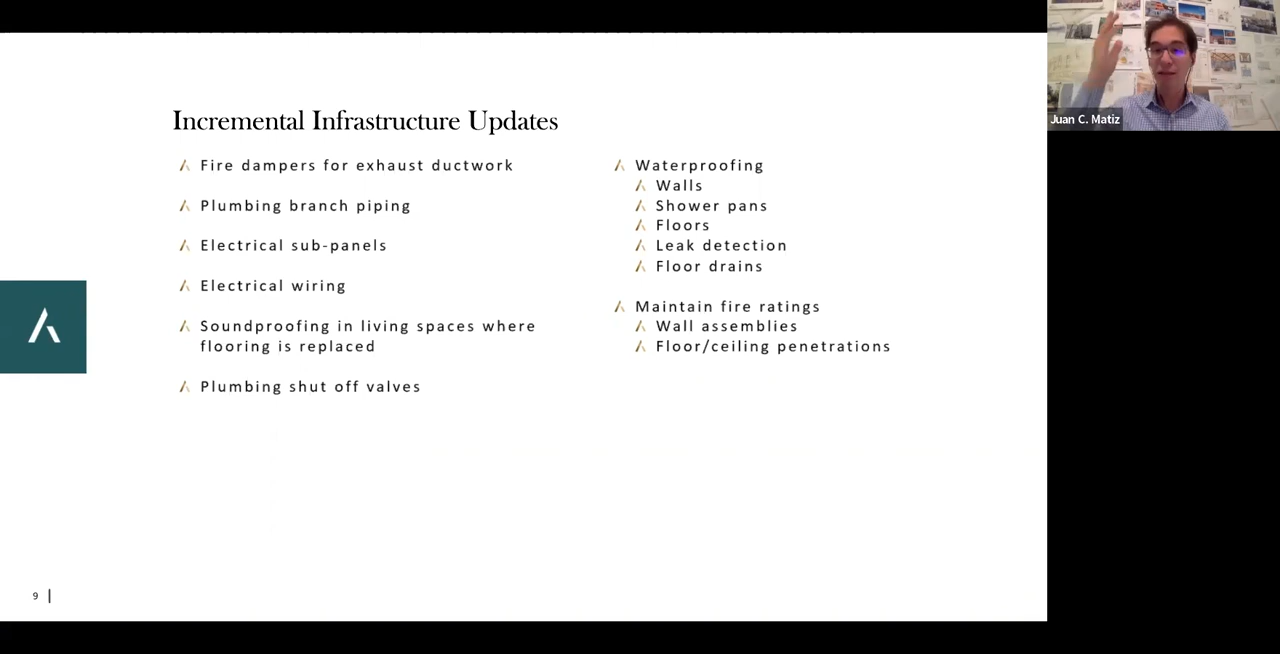 Incremental Infrastructure Updates
Fire dampers for exhaust ductwork
Plumbing branch piping
Electrical sub-panels
Electrical wiring
Soundproofing in living spaces where
flooring is replaced
Plumbing shut off valves
Waterproofing
Walls
Shower pans
Floors
Leak detection
Floor drains
Maintain fire ratings
Wall assemblies
Floor/ceiling penetrations
9 |
Juan C. Matiz